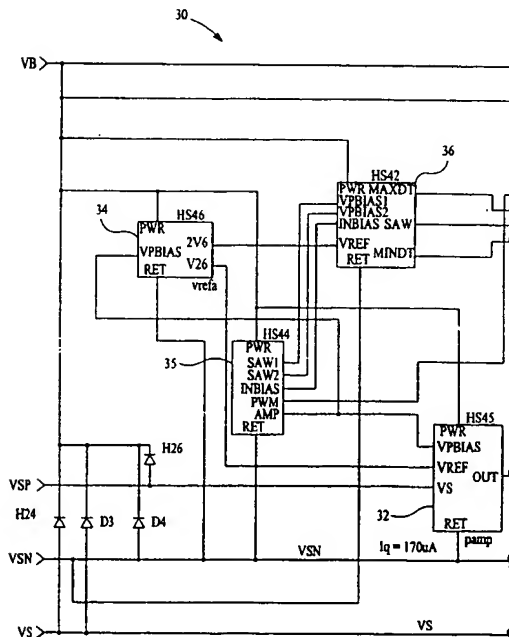 30
VB
HS42
36
PWR MAXDT
VPBIAS1
VPBIAS2
INBIAS SAW
VREF MINDT
RET
34
HS46
PWR
2V6
VPBIAS
V26
RET
vrefa
HS44
35
PWR
SAW1
SAW2
INBIAS
PWM
AMP
RET
HS45
PWR
VPBIAS
VREF OUT
VS
32
RET
pamp
H26
VSP
H24
D3
D4
VSN
VSN
Iq = 170uA
VS
VS